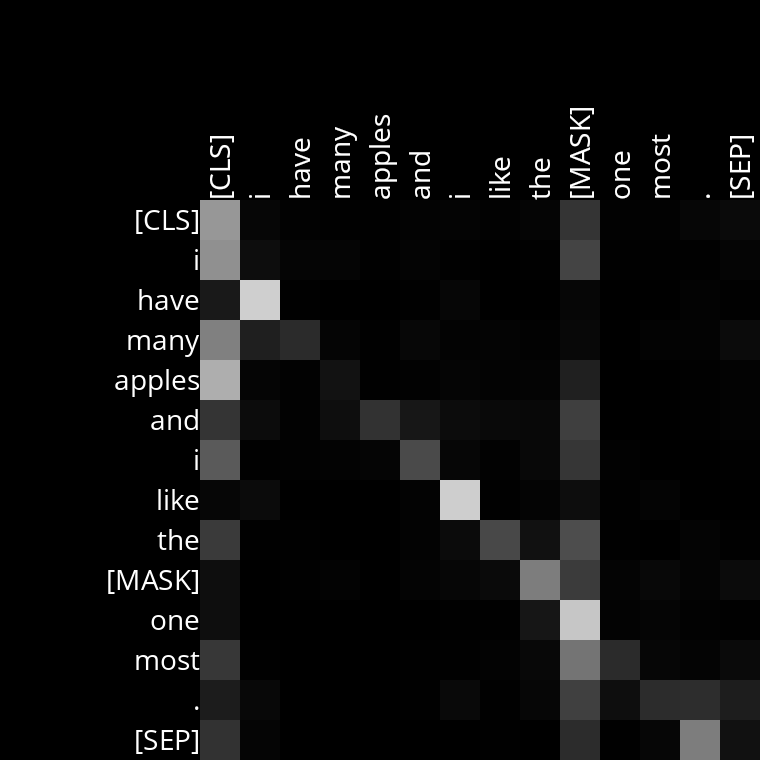 [CLS] i have many apples and i like the [MASK] one most . [SEP]
[CLS]
i
have
many
apples
and
i
like
the
[MASK]
one
most
.
[SEP]